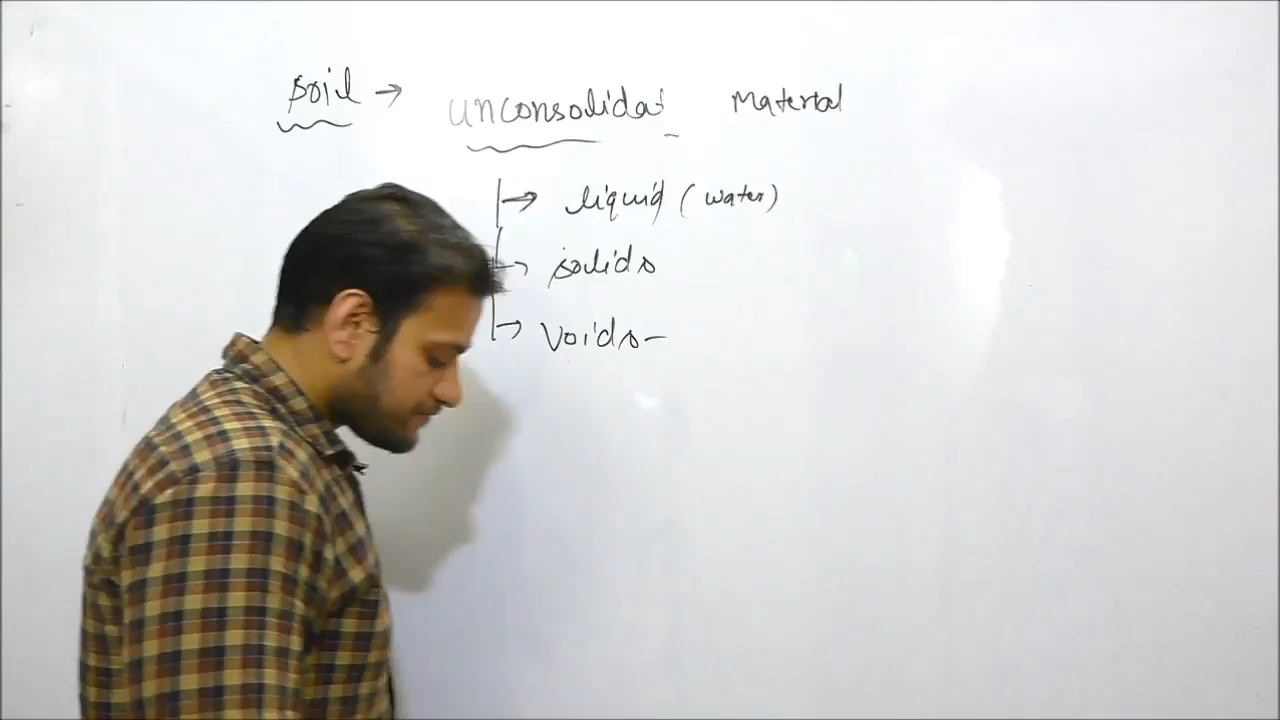 soil → unconsolidat material
→ liquid (water)
→ solids
→ voids –